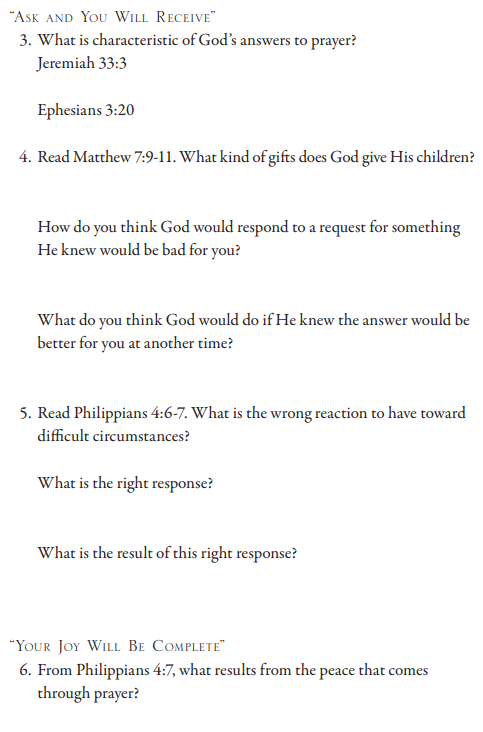 “Ask and You Will Receive”
3. What is characteristic of God’s answers to prayer?
Jeremiah 33:3
Ephesians 3:20
4. Read Matthew 7:9-11. What kind of gifts does God give His children?
How do you think God would respond to a request for something
He knew would be bad for you?
What do you think God would do if He knew the answer would be
better for you at another time?
5. Read Philippians 4:6-7. What is the wrong reaction to have toward
difficult circumstances?
What is the right response?
What is the result of this right response?
“Your Joy Will Be Complete”
6. From Philippians 4:7, what results from the peace that comes
through prayer?